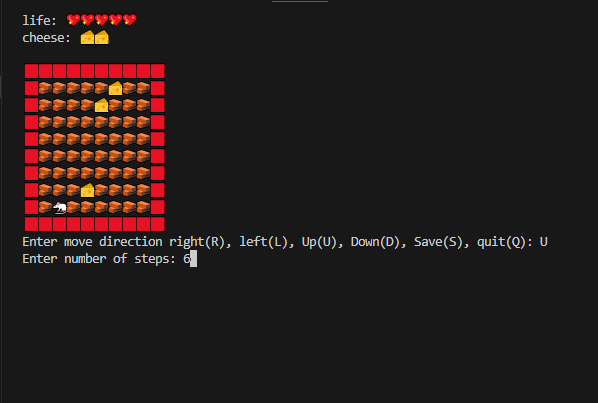 life: 💖💖💖💖💖
cheese: 🧀🧀
Enter move direction right(R), left(L), Up(U), Down(D), Save(S), quit(Q): U
Enter number of steps: 6